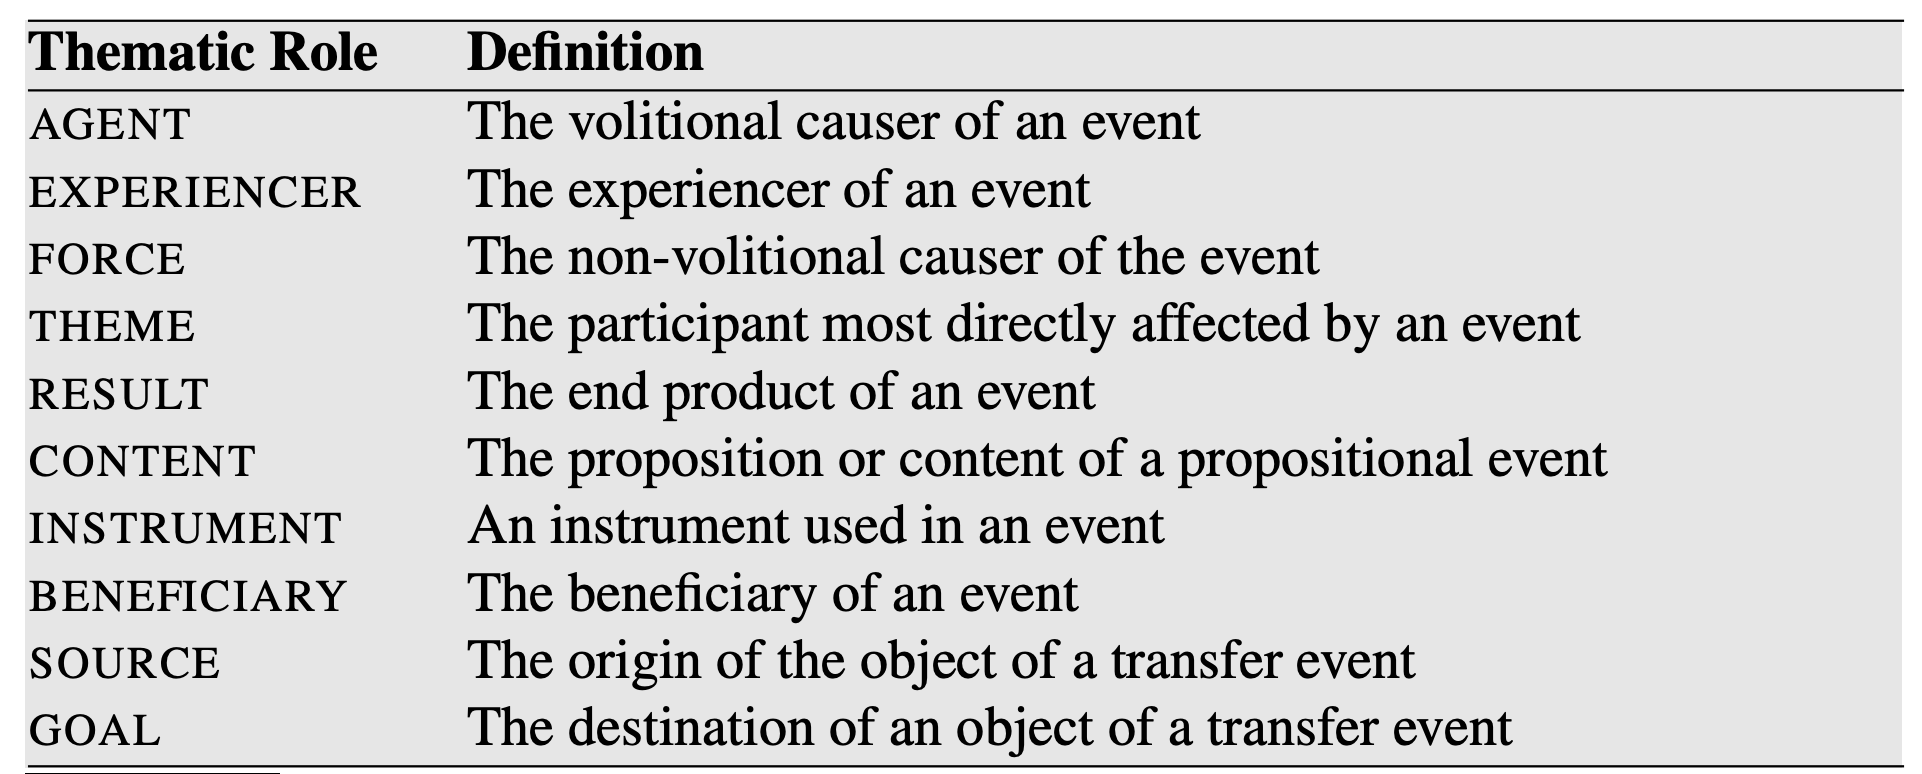 Thematic Role Definition
AGENT The volitional causer of an event
EXPERIENCER The experiencer of an event
FORCE The non-volitional causer of the event
THEME The participant most directly affected by an event
RESULT The end product of an event
CONTENT The proposition or content of a propositional event
INSTRUMENT An instrument used in an event
BENEFICIARY The beneficiary of an event
SOURCE The origin of the object of a transfer event
GOAL The destination of an object of a transfer event